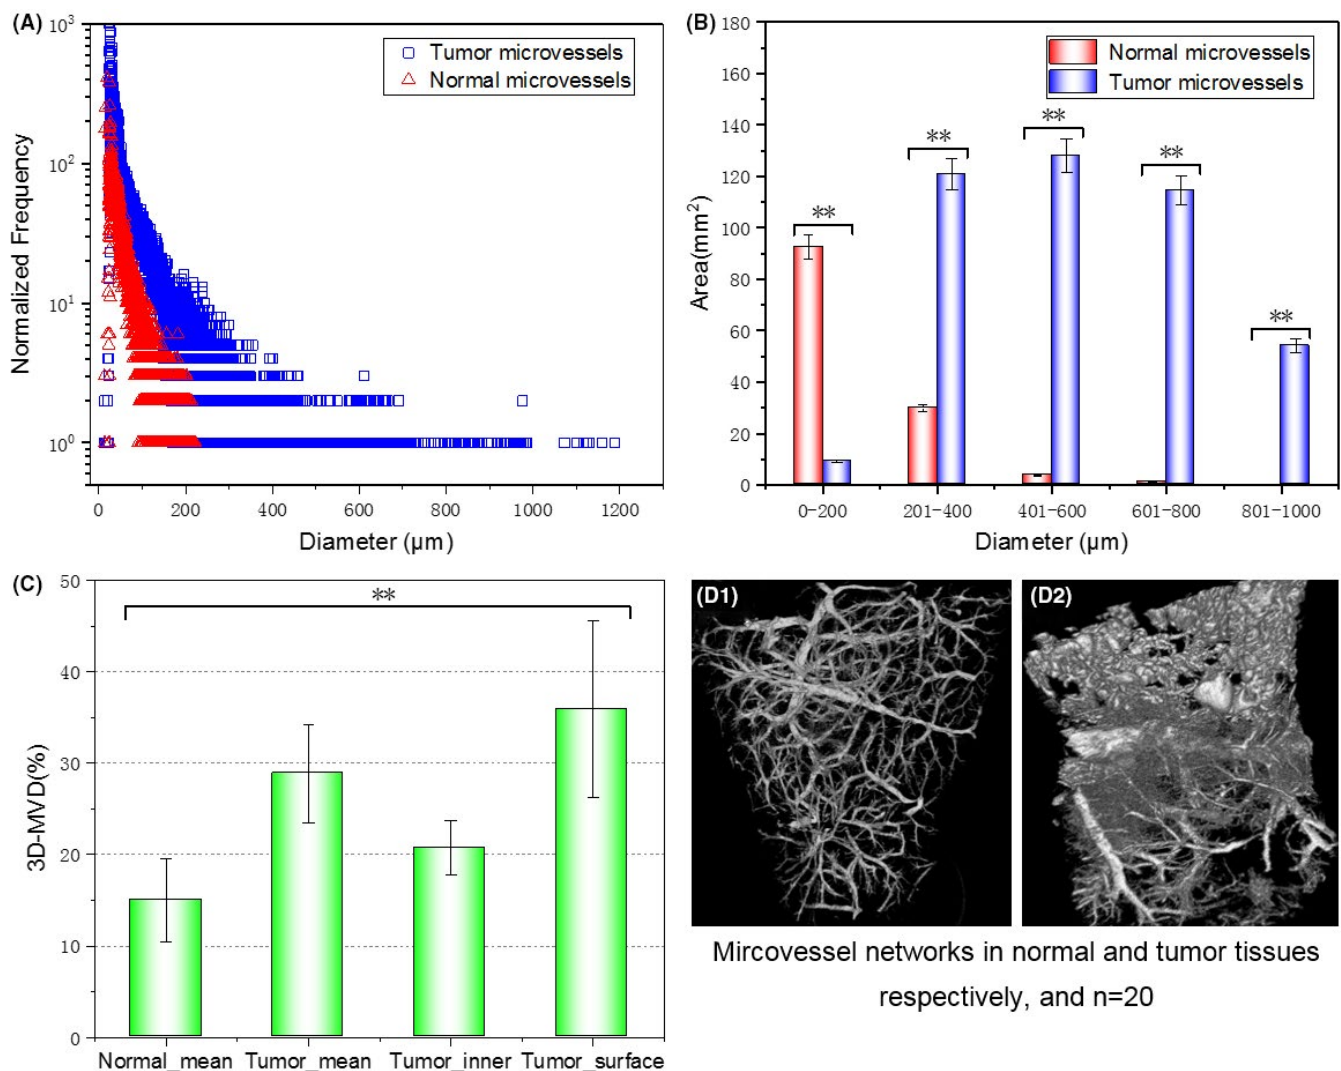 (A)
10³
10²
10¹
10⁰
Normalized Frequency
Tumor microvessels
Normal microvessels
0 200 400 600 800 1000 1200
Diameter (µm)
(B)
180
160
140
120
100
80
60
40
20
0
Area(mm²)
Normal microvessels
Tumor microvessels
**
**
**
**
**
0-200 201-400 401-600 601-800 801-1000
Diameter (µm)
(C)
50
40
30
20
10
0
3D-MVD(%)
**
Normal_mean Tumor_mean Tumor_inner Tumor_surface
(D1)
(D2)
Mircovessel networks in normal and tumor tissues
respectively, and n=20